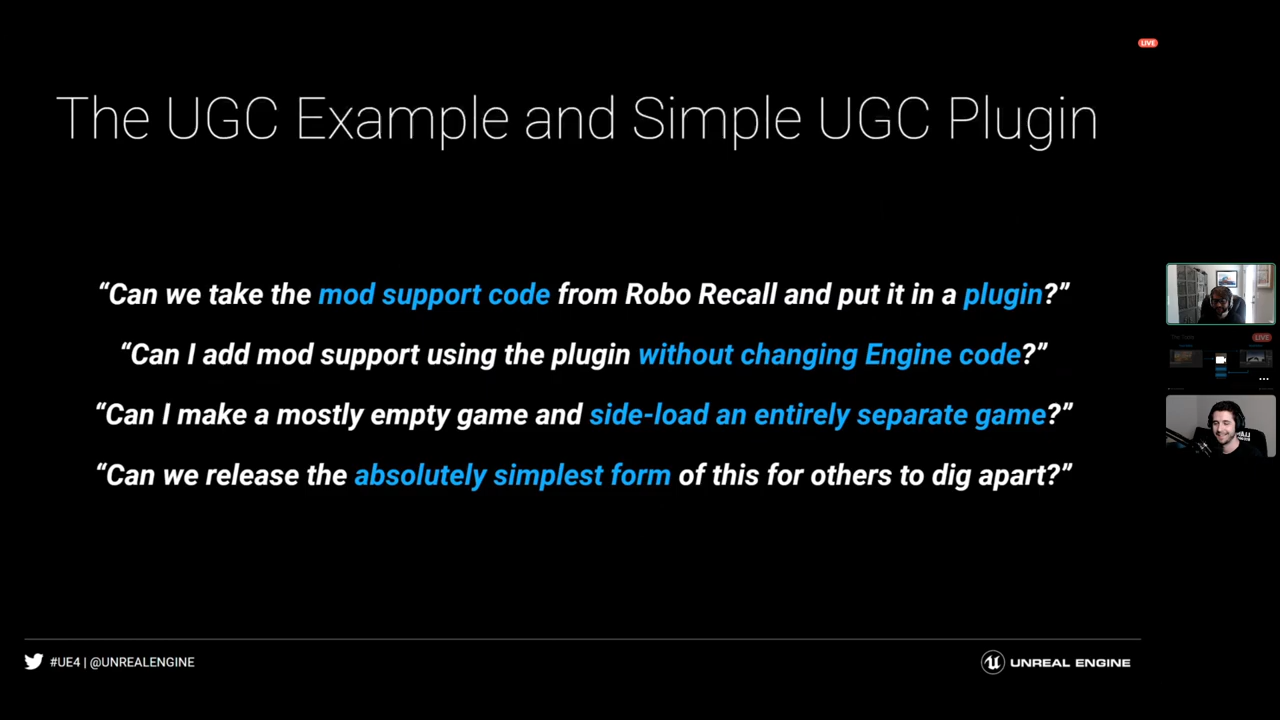 LIVE
The UGC Example and Simple UGC Plugin
“Can we take the mod support code from Robo Recall and put it in a plugin?”
“Can I add mod support using the plugin without changing Engine code?”
“Can I make a mostly empty game and side-load an entirely separate game?”
“Can we release the absolutely simplest form of this for others to dig apart?”
LIVE
#UE4 | @UNREALENGINE
UNREAL ENGINE